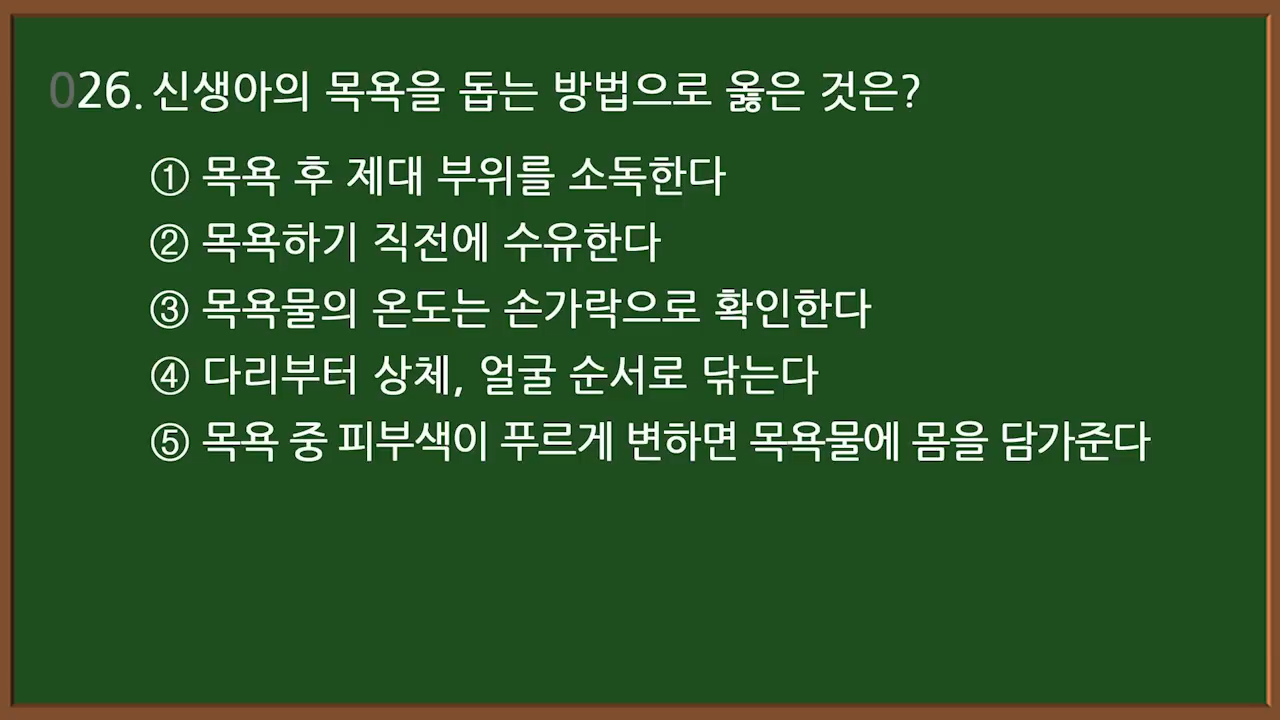 026. 신생아의 목욕을 돕는 방법으로 옳은 것은?
① 목욕 후 제대 부위를 소독한다
② 목욕하기 직전에 수유한다
③ 목욕물의 온도는 손가락으로 확인한다
④ 다리부터 상체, 얼굴 순서로 닦는다
⑤ 목욕 중 피부색이 푸르게 변하면 목욕물에 몸을 담가준다